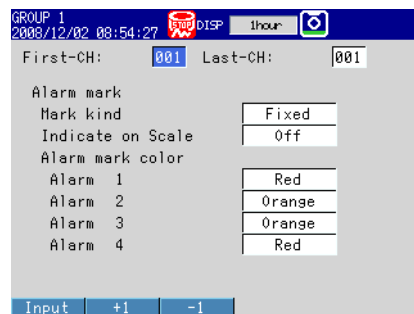 GROUP 1
2008/12/02 08:54:27 STOP DISP 1hour
First-CH: 001 Last-CH: 001
Alarm mark
Mark kind Fixed
Indicate on Scale Off
Alarm mark color
Alarm 1 Red
Alarm 2 Orange
Alarm 3 Orange
Alarm 4 Red
Input +1 -1